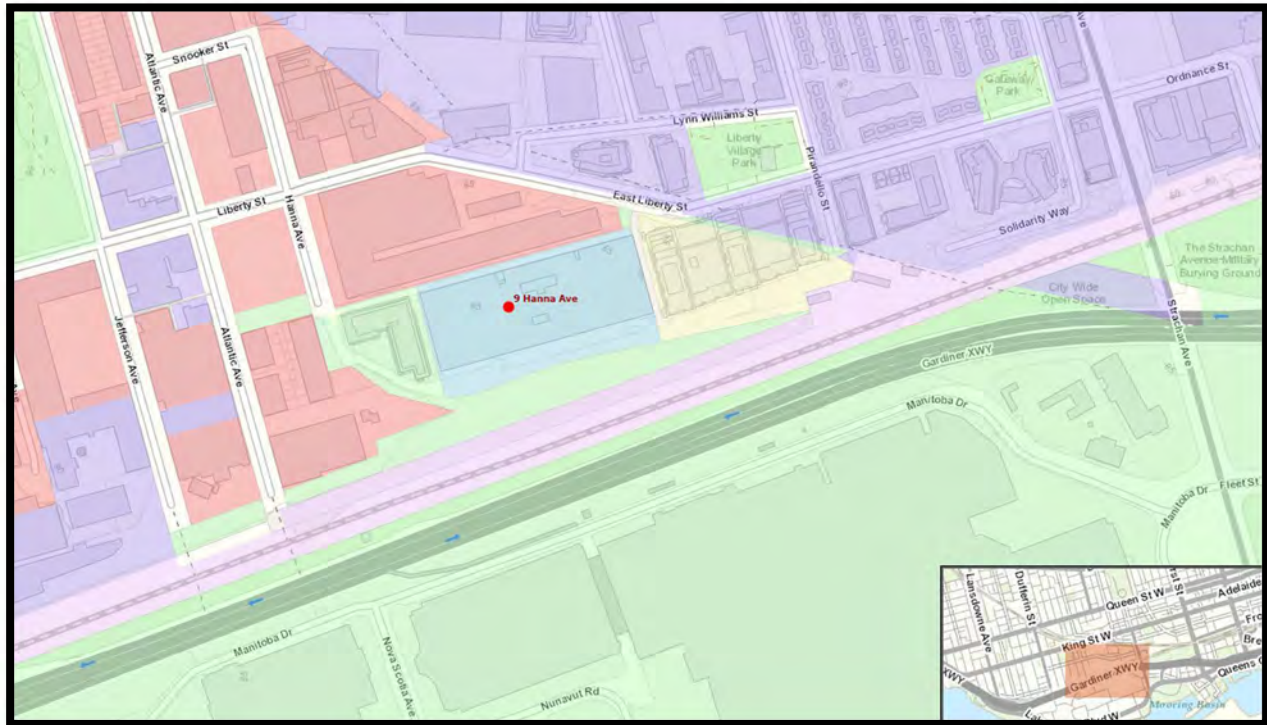 Snooker St
Atlantic Ave
Ave
Ordnance St
Gateway
Park
Lynn Williams St
Liberty
Village
Park
Pirandello St
East Liberty St
Liberty St
Hanna Ave
Solidarity Way
The Strachan
Avenue Military
Burying Ground
City Wide
Open Space
9 Hanna Ave
Jefferson Ave
Atlantic Ave
Strachan Ave
Gardiner XWY
Manitoba Dr
Fleet St
Manitoba Dr
Manitoba Dr
Nova Scotia Ave
Nunavut Rd
Lansdowne Ave
Dufferin St
Queen St W
Adelaide
King St W
Gardiner XWY
XWY
Queens
Mooring Basin